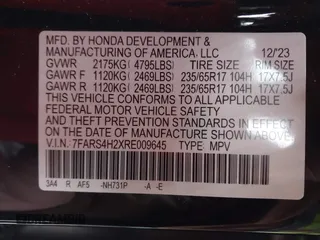 MFD. BY HONDA DEVELOPMENT &
MANUFACTURING OF AMERICA, LLC 12/'23
GVWR 2175KG(4795LBS) TIRE SIZE RIM SIZE
GAWR F 1120KG(2469LBS) 235/65R17 104H 17X7.5J
GAWR R 1120KG(2469LBS) 235/65R17 104H 17X7.5J
THIS VEHICLE CONFORMS TO ALL APPLICABLE
FEDERAL MOTOR VEHICLE SAFETY AND THEFT
PREVENTION STANDARDS IN EFFECT ON THE
DATE OF MANUFACTURE SHOWN ABOVE.
V.I.N. 7FARS4H2XRE009645 TYPE: MPV
3A4 R AF5 -NH731P -A -E